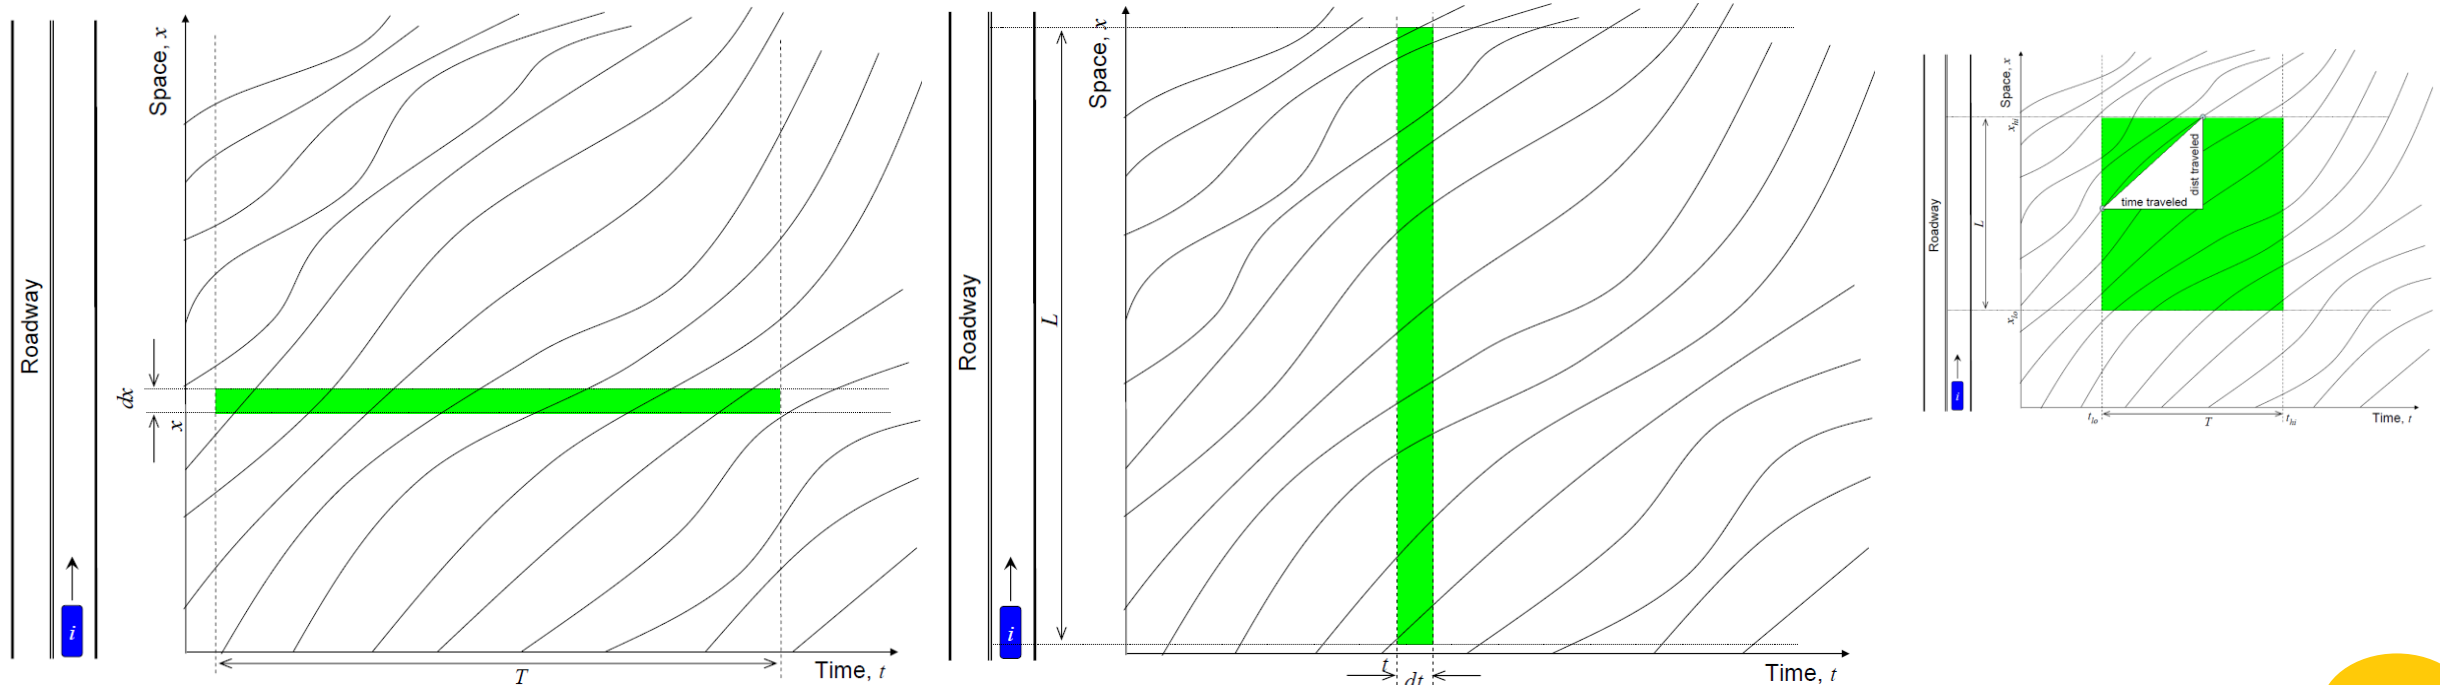 Roadway
i
Space, x
dx
x
T
Time, t
Roadway
i
L
Space, x
t
dt
Time, t
Roadway
i
Space, x
x_hi
L
x_lo
dist traveled
time traveled
t_lo
T
t_hi
Time, t